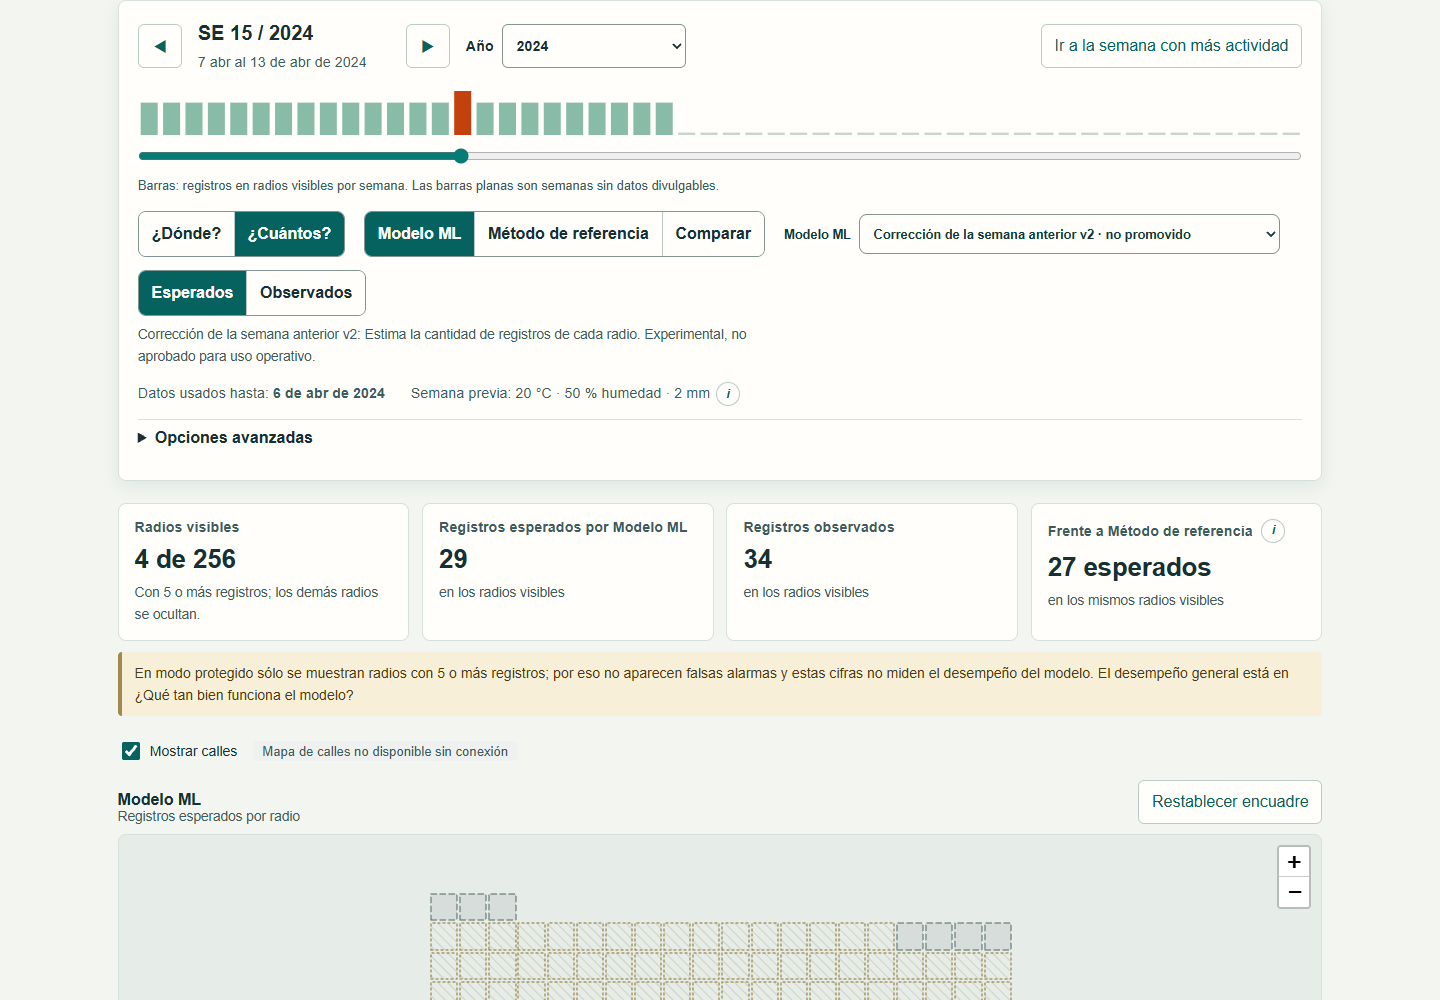 ◀ SE 15 / 2024 ▶ Año 2024 Ir a la semana con más actividad
7 abr al 13 de abr de 2024
Barras: registros en radios visibles por semana. Las barras planas son semanas sin datos divulgables.
¿Dónde? ¿Cuántos? Modelo ML Método de referencia Comparar Modelo ML Corrección de la semana anterior v2 · no promovido
Esperados Observados
Corrección de la semana anterior v2: Estima la cantidad de registros de cada radio. Experimental, no
aprobado para uso operativo.
Datos usados hasta: 6 de abr de 2024 Semana previa: 20 °C · 50 % humedad · 2 mm i
▶ Opciones avanzadas
Radios visibles
4 de 256
Con 5 o más registros; los demás radios
se ocultan.
Registros esperados por Modelo ML
29
en los radios visibles
Registros observados
34
en los radios visibles
Frente a Método de referencia i
27 esperados
en los mismos radios visibles
En modo protegido sólo se muestran radios con 5 o más registros; por eso no aparecen falsas alarmas y estas cifras no miden el desempeño del modelo. El desempeño general está en
¿Qué tan bien funciona el modelo?
Mostrar calles Mapa de calles no disponible sin conexión
Modelo ML
Registros esperados por radio
Restablecer encuadre
+
−